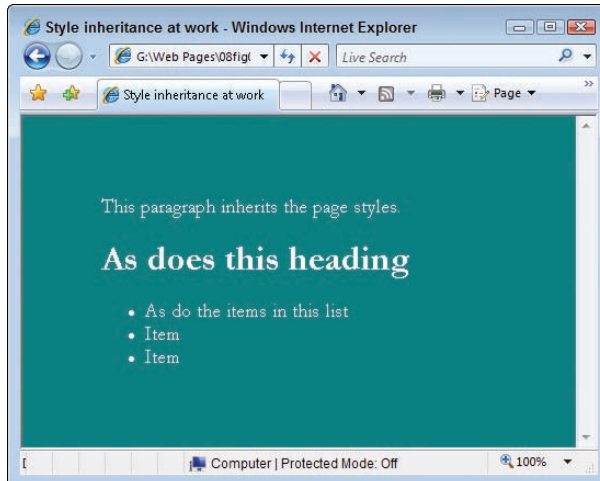 Style inheritance at work - Windows Internet Explorer
G:\Web Pages\08fig(
Live Search
Style inheritance at work
Page
This paragraph inherits the page styles.
As does this heading
• As do the items in this list
• Item
• Item
Computer | Protected Mode: Off
100%